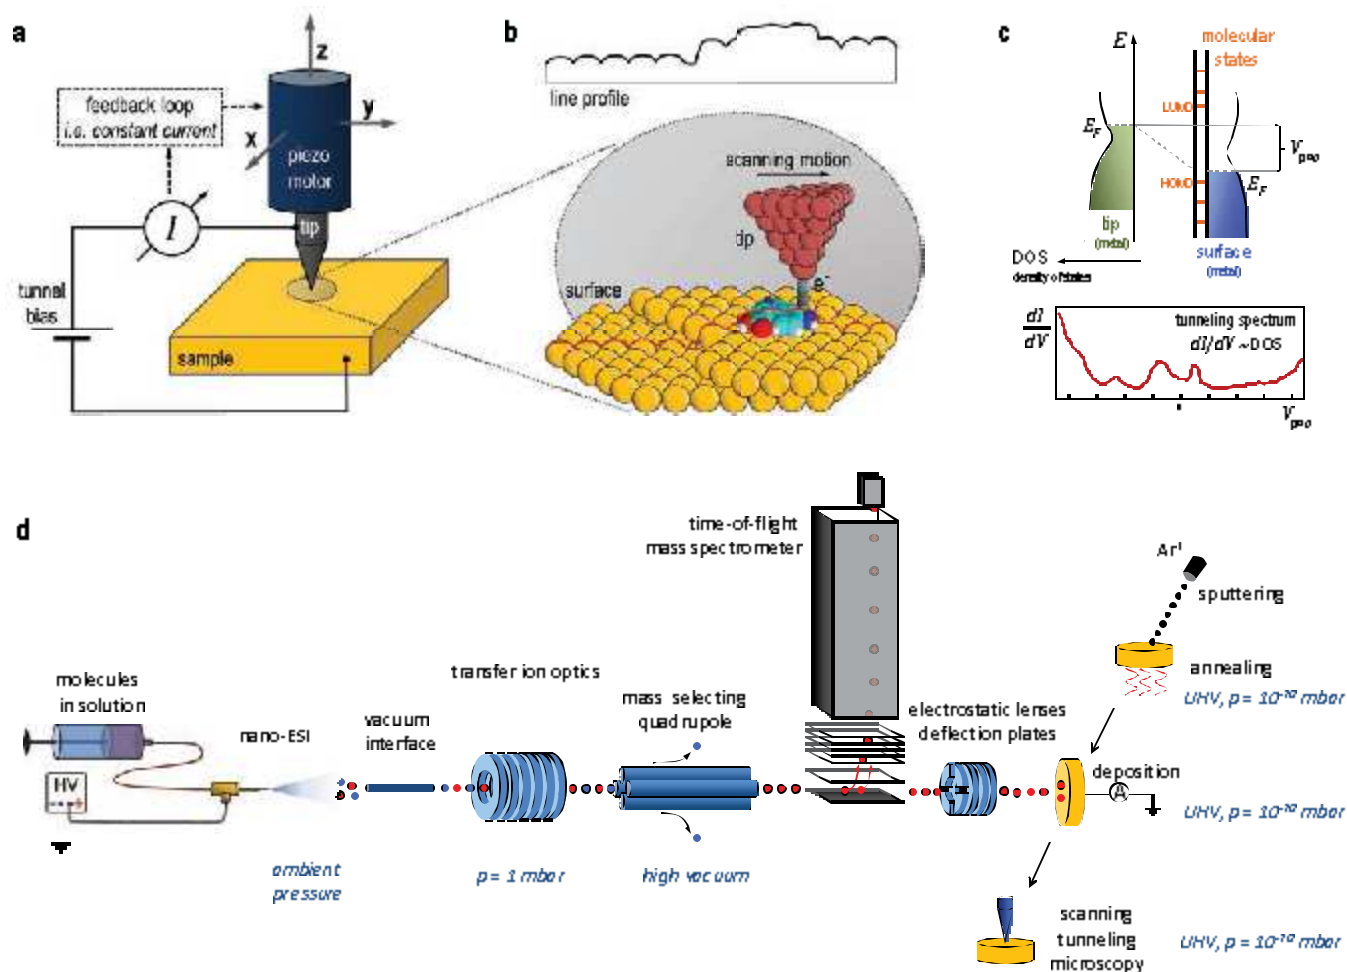 a
z
feedback loop
i.e. constant current
y
x
piezo
motor
I
tip
tunnel
bias
sample
b
line profile
scanning motion
tip
e⁻
surface
c
E
molecular
states
LUMO
E_F
HOMO
E_F
tip
(metal)
surface
(metal)
DOS
density of states
dI
dV
tunneling spectrum
dI/dV ~DOS
d
time-of-flight
mass spectrometer
Ar⁺
sputtering
annealing
UHV, p = 10⁻¹⁰ mbar
transfer ion optics
molecules
in solution
mass selecting
quadrupole
electrostatic lenses
deflection plates
vacuum
interface
nano-ESI
HV
deposition
A
UHV, p = 10⁻¹⁰ mbar
ambient
pressure
p = 1 mbar
high vacuum
scanning
tunneling
microscopy
UHV, p = 10⁻¹⁰ mbar